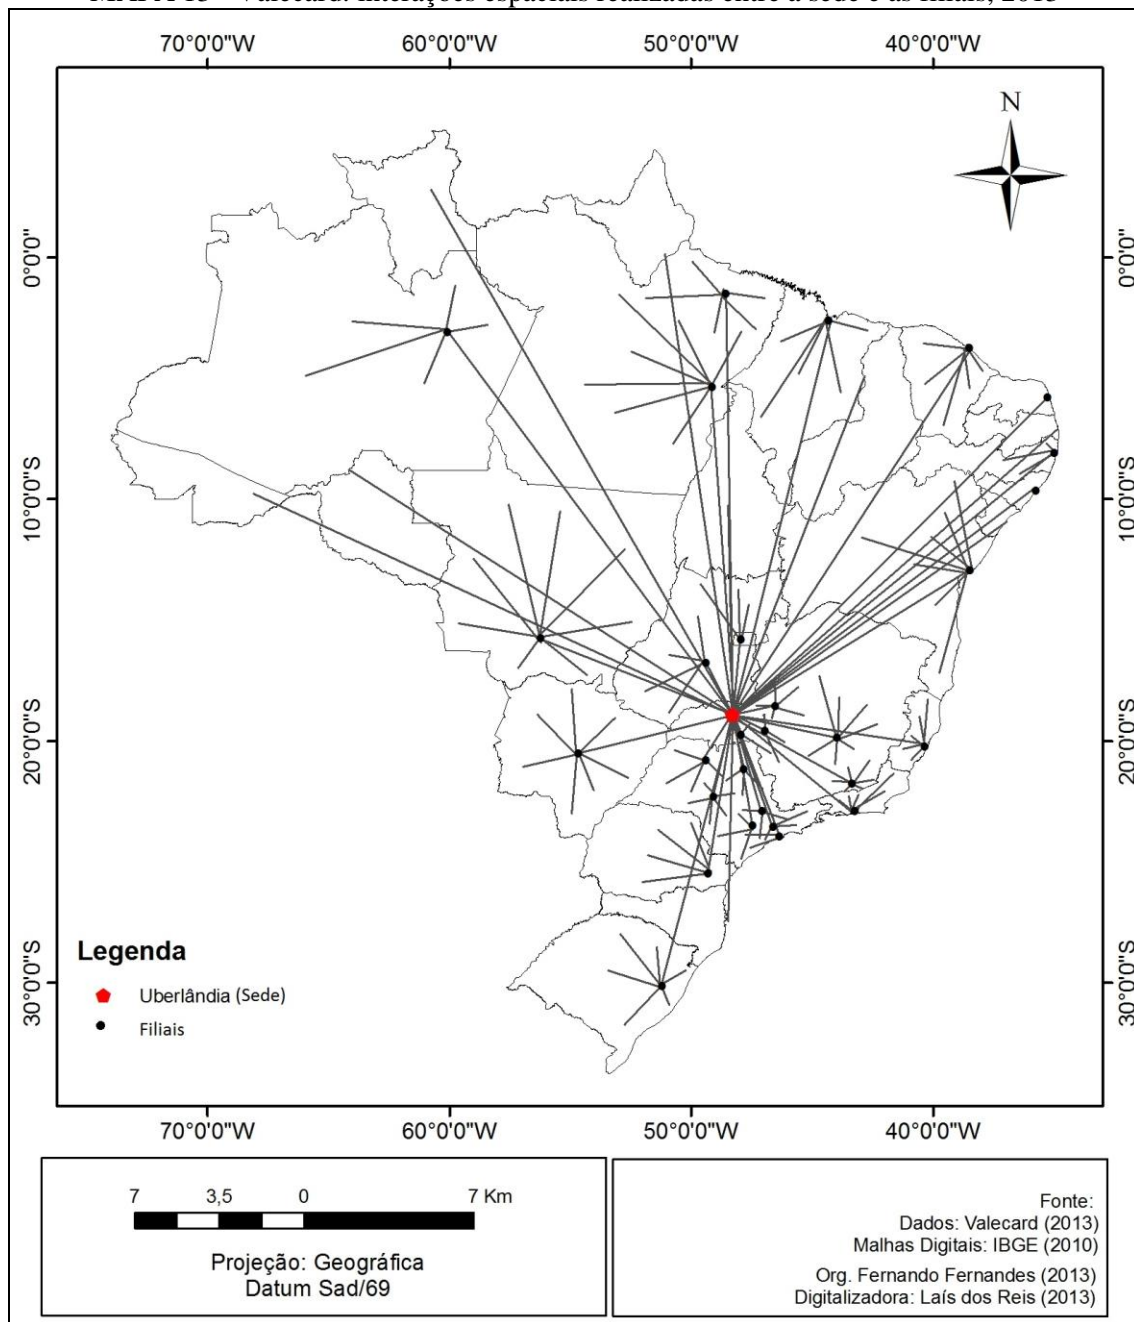 MAPA – Valecard: interações espaciais realizadas entre a sede e as filiais, 2013
70°0'0"W 60°0'0"W 50°0'0"W 40°0'0"W
N
0°0'0" 0°0'0"
10°0'0"S 10°0'0"S
20°0'0"S 20°0'0"S
30°0'0"S 30°0'0"S
Legenda
Uberlândia (Sede)
Filiais
70°0'0"W 60°0'0"W 50°0'0"W 40°0'0"W
7 3,5 0 7 Km
Projeção: Geográfica
Datum Sad/69
Fonte:
Dados: Valecard (2013)
Malhas Digitais: IBGE (2010)
Org. Fernando Fernandes (2013)
Digitalizadora: Laís dos Reis (2013)